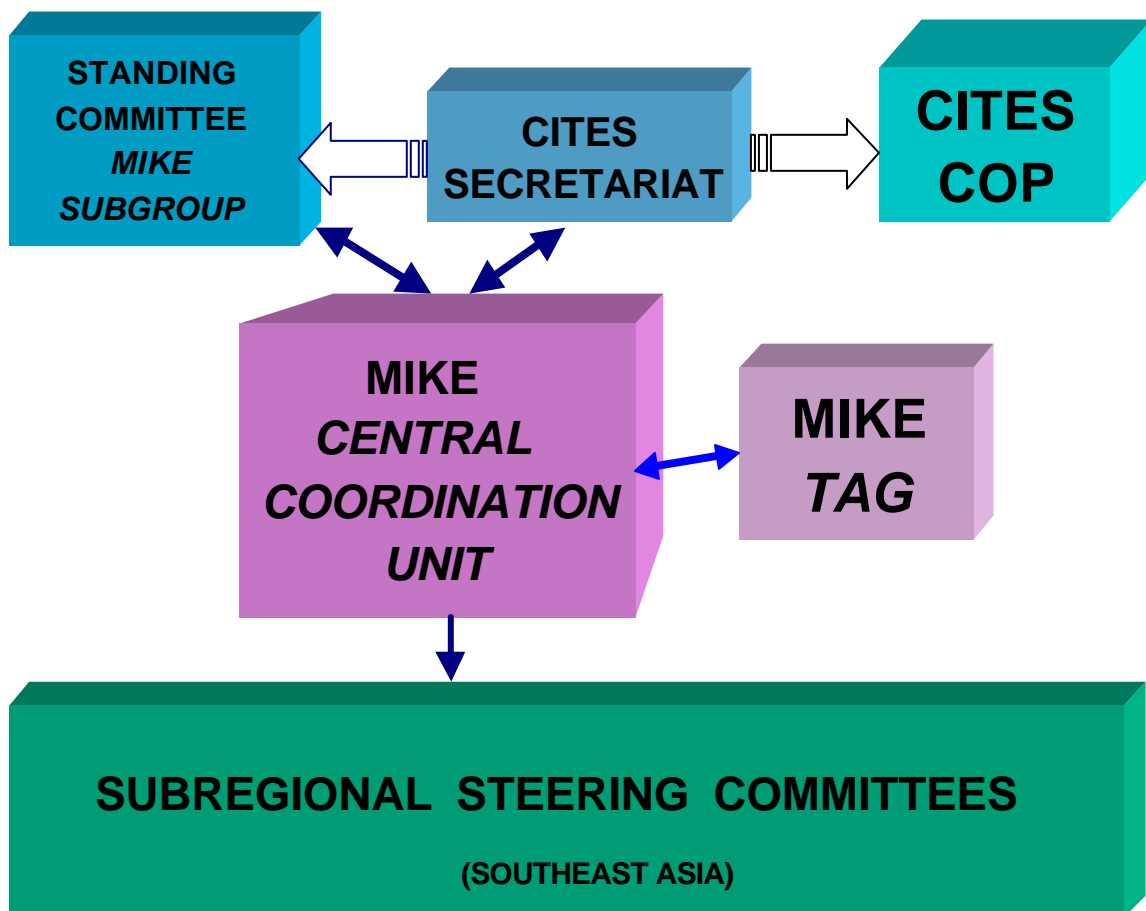 STANDING
COMMITTEE
MIKE
SUBGROUP
CITES
SECRETARIAT
CITES
COP
MIKE
CENTRAL
COORDINATION
UNIT
MIKE
TAG
SUBREGIONAL STEERING COMMITTEES
(SOUTHEAST ASIA)